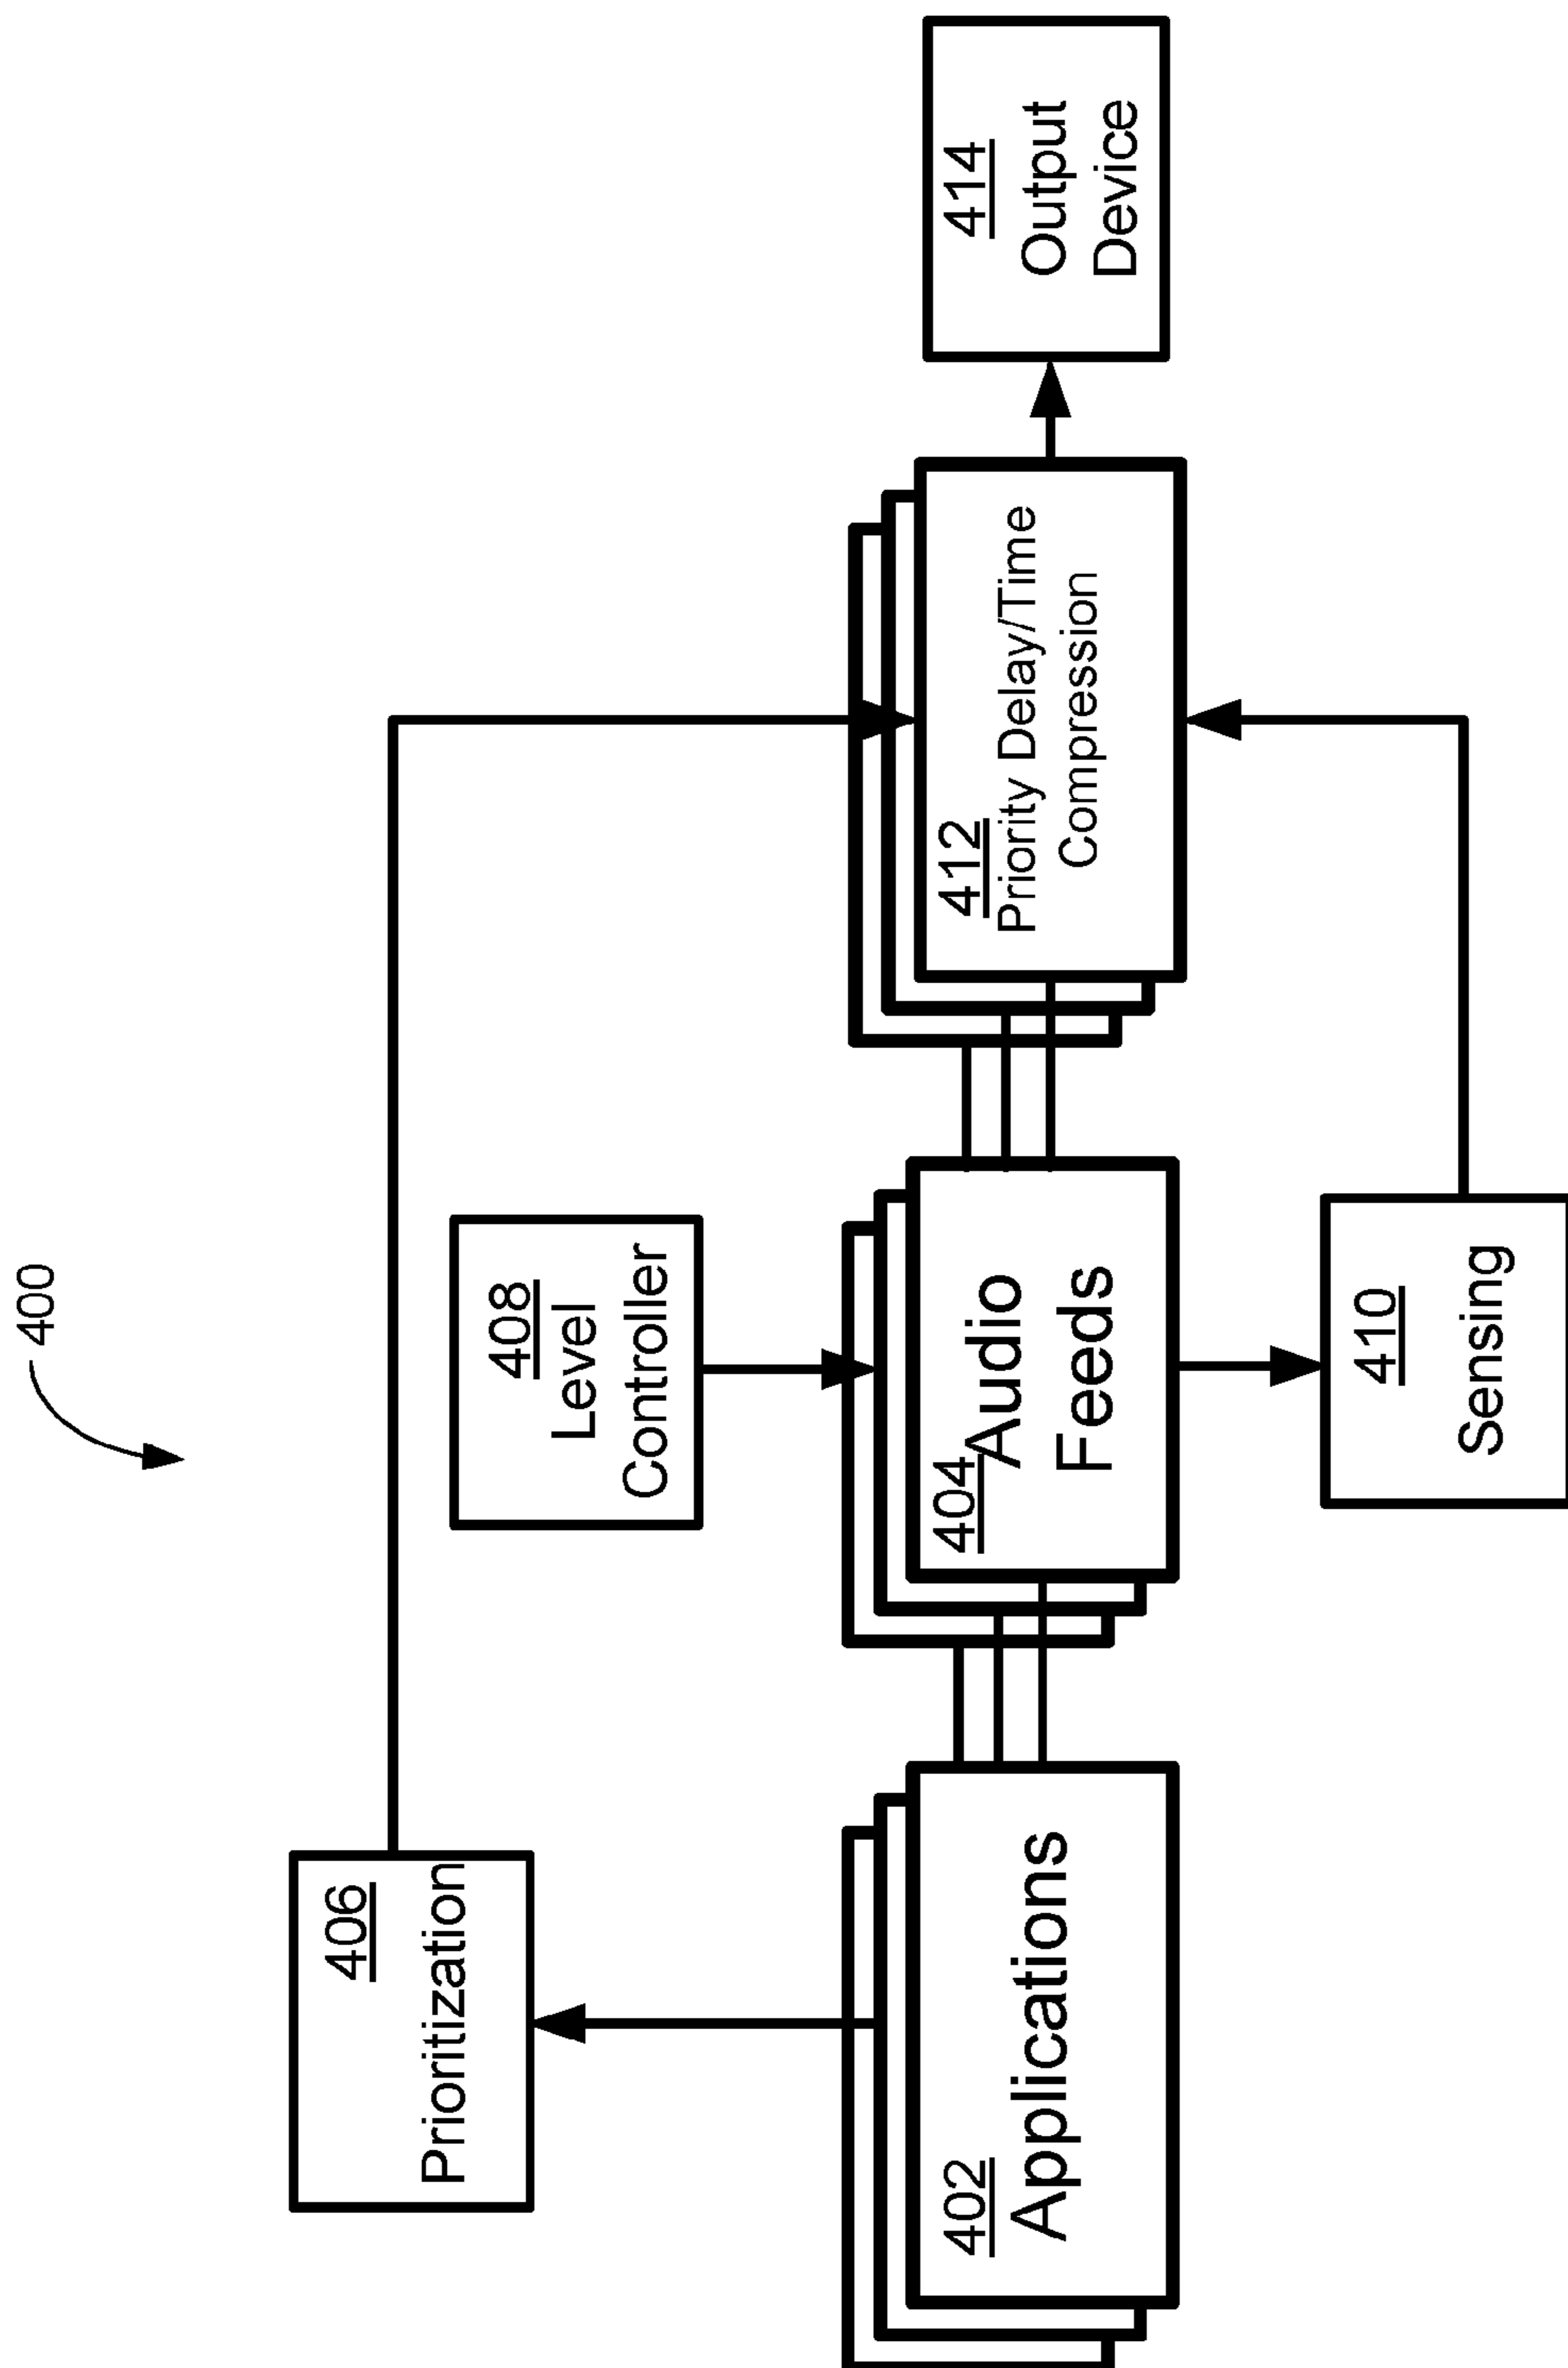 400
406
Prioritization
408
Level
Controller
402
Applications
404
Audio
Feeds
412
Priority Delay/Time
Compression
414
Output
Device
410
Sensing